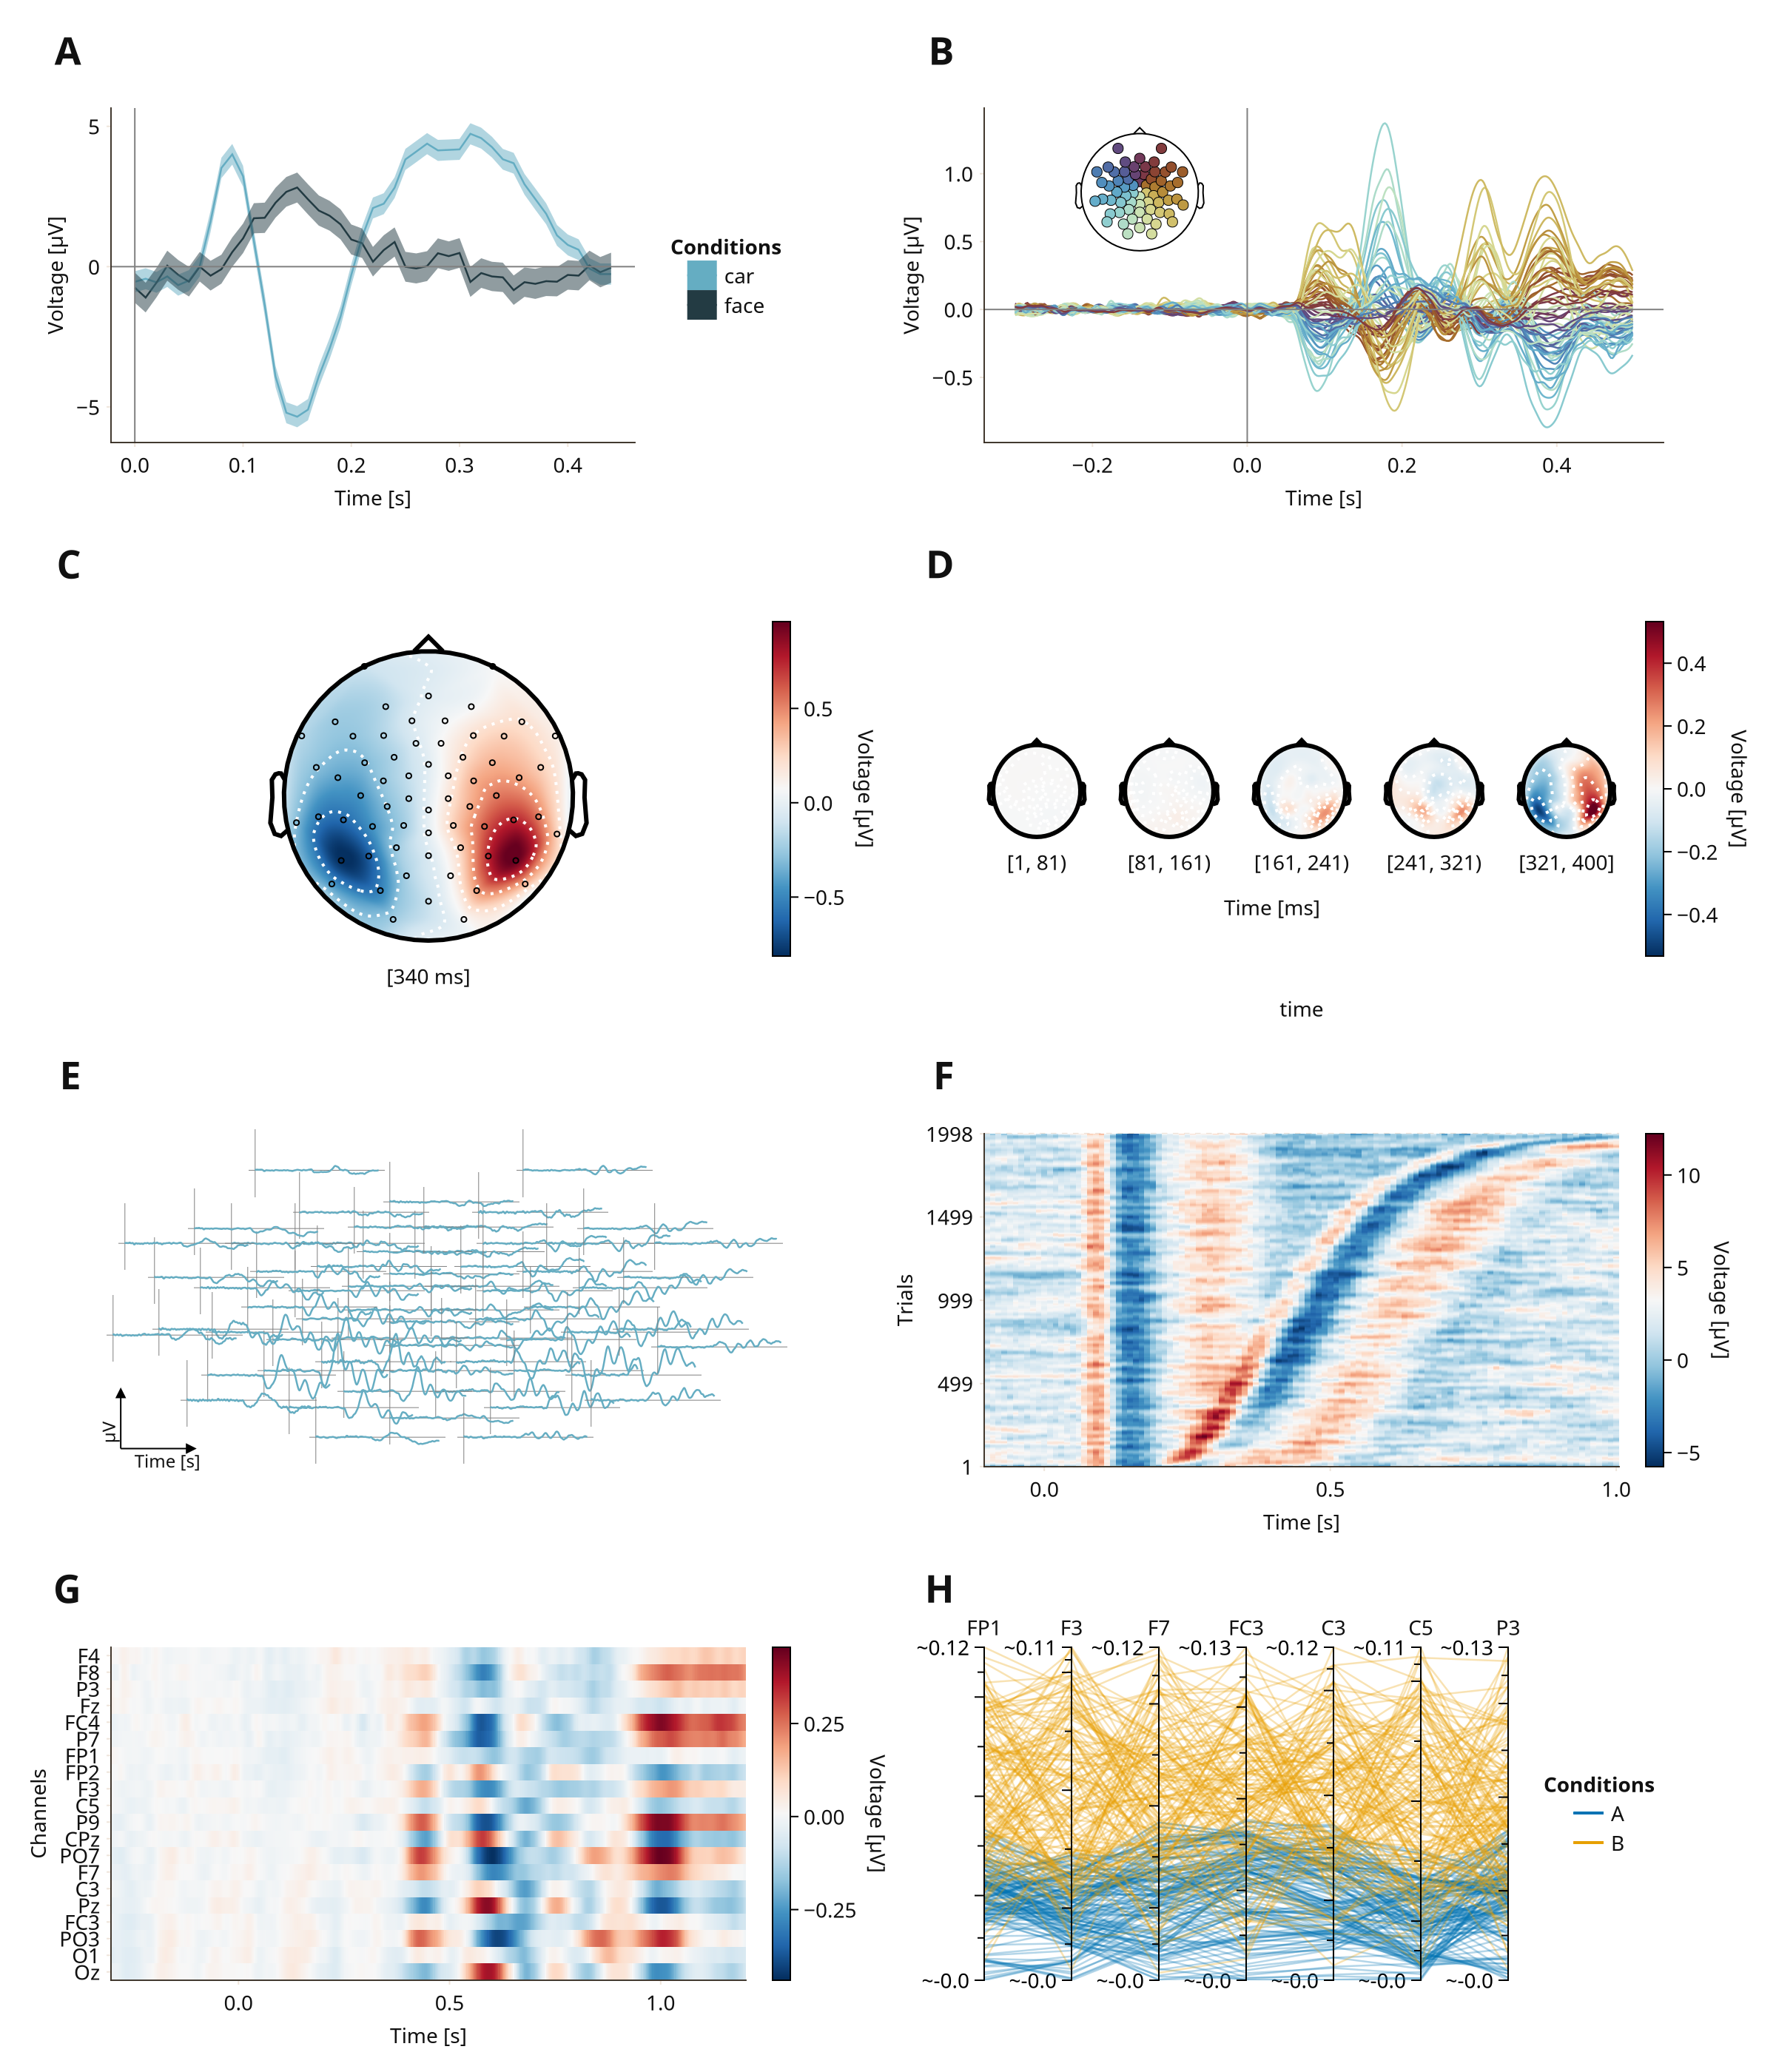 A
5
0
−5
Voltage [µV]
0.0 0.1 0.2 0.3 0.4
Time [s]
Conditions
car
face
B
1.0
0.5
0.0
−0.5
Voltage [µV]
−0.2 0.0 0.2 0.4
Time [s]
C
0.5
0.0
−0.5
Voltage [µV]
[340 ms]
D
[1, 81) [81, 161) [161, 241) [241, 321) [321, 400]
Time [ms]
time
0.4
0.2
0.0
−0.2
−0.4
Voltage [µV]
E
µV
Time [s]
F
1998
1499
999
499
1
Trials
0.0 0.5 1.0
Time [s]
10
5
0
−5
Voltage [µV]
G
F4
F8
P3
Fz
FC4
P7
FP1
FP2
F3
C5
P9
CPz
PO7
F7
C3
Pz
FC3
PO3
O1
Oz
Channels
0.0 0.5 1.0
Time [s]
0.25
0.00
−0.25
Voltage [µV]
H
FP1 F3 F7 FC3 C3 C5 P3
~0.12 ~0.11 ~0.12 ~0.13 ~0.12 ~0.11 ~0.13
~-0.0 ~-0.0 ~-0.0 ~-0.0 ~-0.0 ~-0.0 ~-0.0
Conditions
A
B